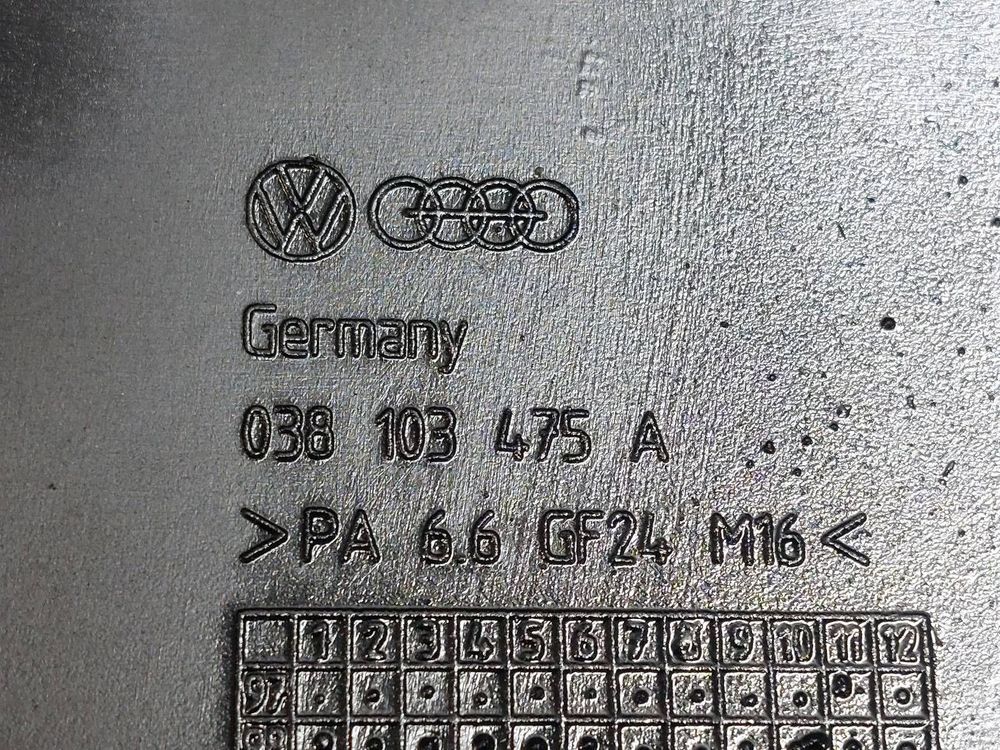 Germany
038 103 475 A
>PA 6.6 GF24 M16<
1 2 3 4 5 6 7 8 9 10 11 12
97